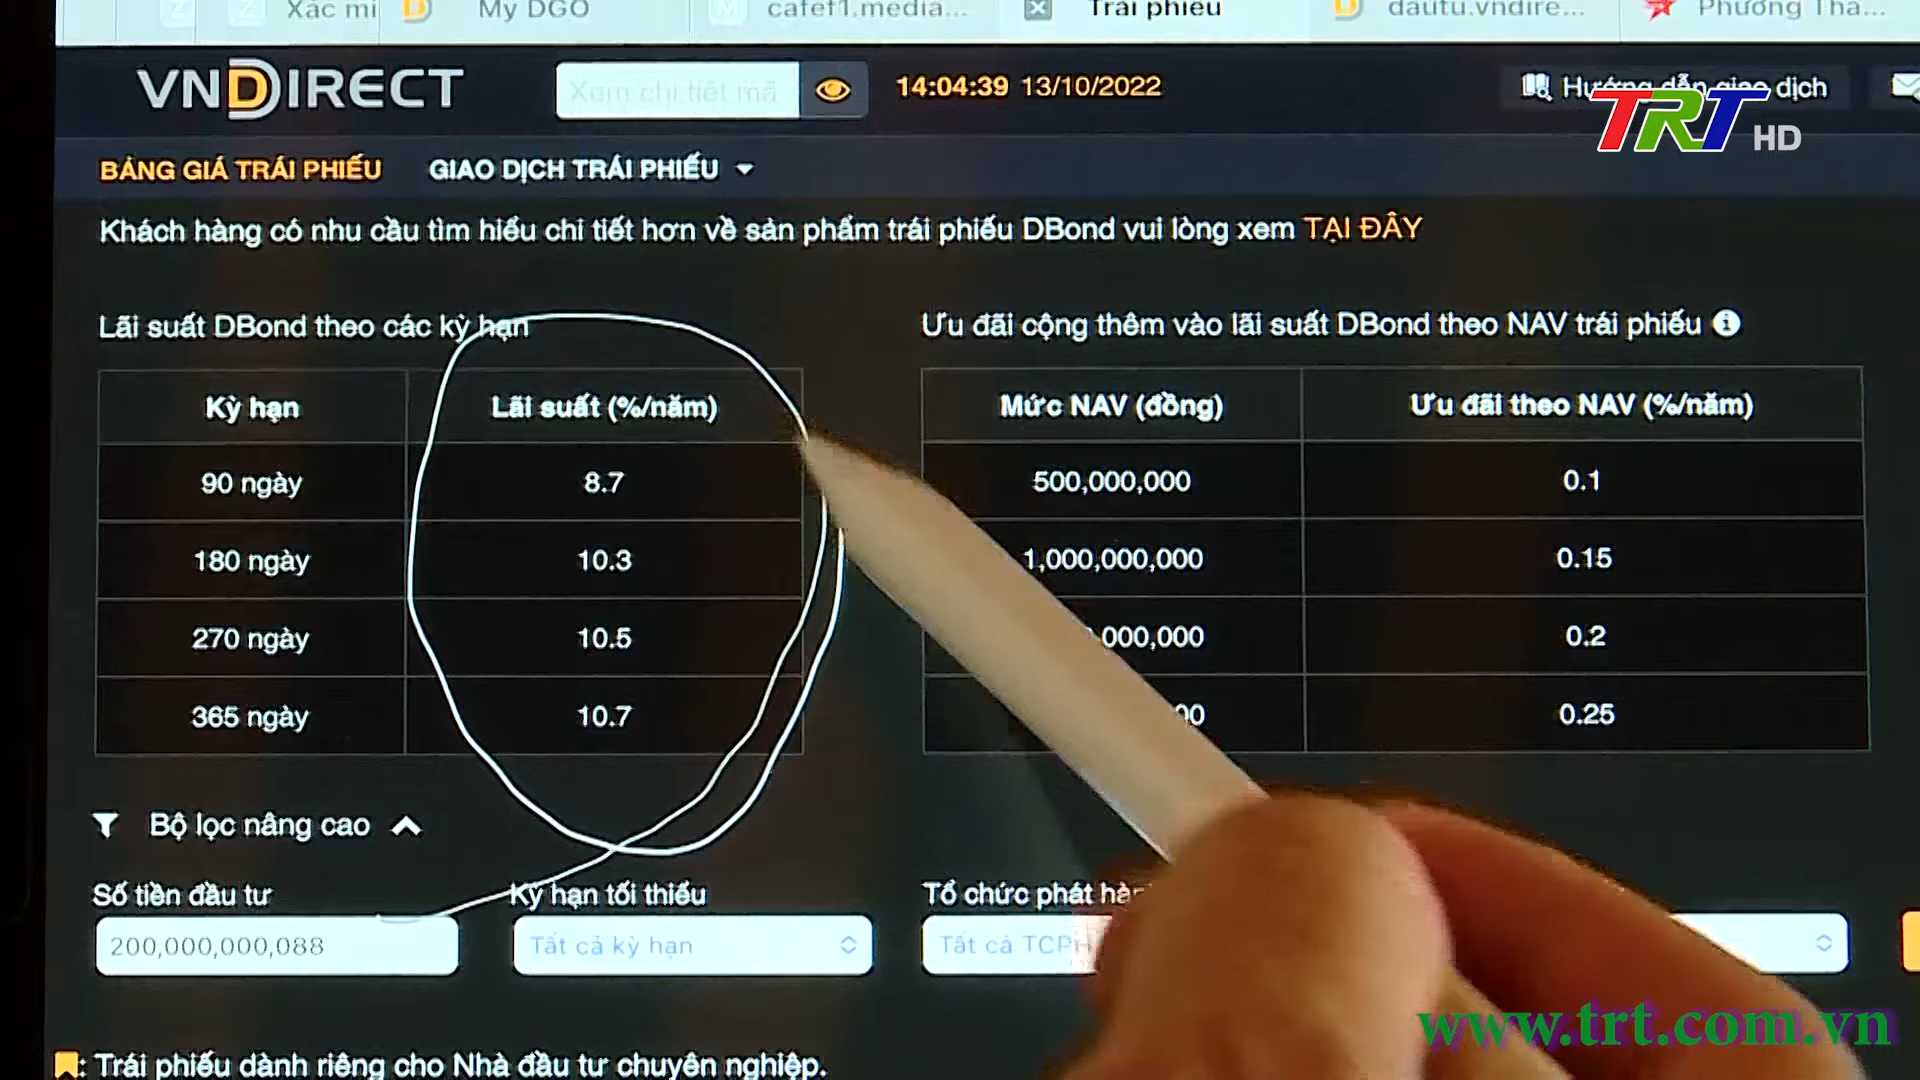 Xác mi
My DGO
cafef1.media...
Trái phiếu
dautu.vndire...
Phương Tha...
VNDIRECT
Xem chi tiết mã
14:04:39 13/10/2022
Hướng dẫn giao dịch
TRT HD
BẢNG GIÁ TRÁI PHIẾU
GIAO DỊCH TRÁI PHIẾU
Khách hàng có nhu cầu tìm hiểu chi tiết hơn về sản phẩm trái phiếu DBond vui lòng xem TẠI ĐÂY
Lãi suất DBond theo các kỳ hạn
Kỳ hạn Lãi suất (%/năm)
90 ngày 8.7
180 ngày 10.3
270 ngày 10.5
365 ngày 10.7
Ưu đãi cộng thêm vào lãi suất DBond theo NAV trái phiếu
Mức NAV (đồng) Ưu đãi theo NAV (%/năm)
500,000,000 0.1
1,000,000,000 0.15
000,000 0.2
00 0.25
Bộ lọc nâng cao
Số tiền đầu tư
200,000,000,088
Kỳ hạn tối thiểu
Tất cả kỳ hạn
Tổ chức phát hà
Tất cả TCPH
www.trt.com.vn
: Trái phiếu dành riêng cho Nhà đầu tư chuyên nghiệp.